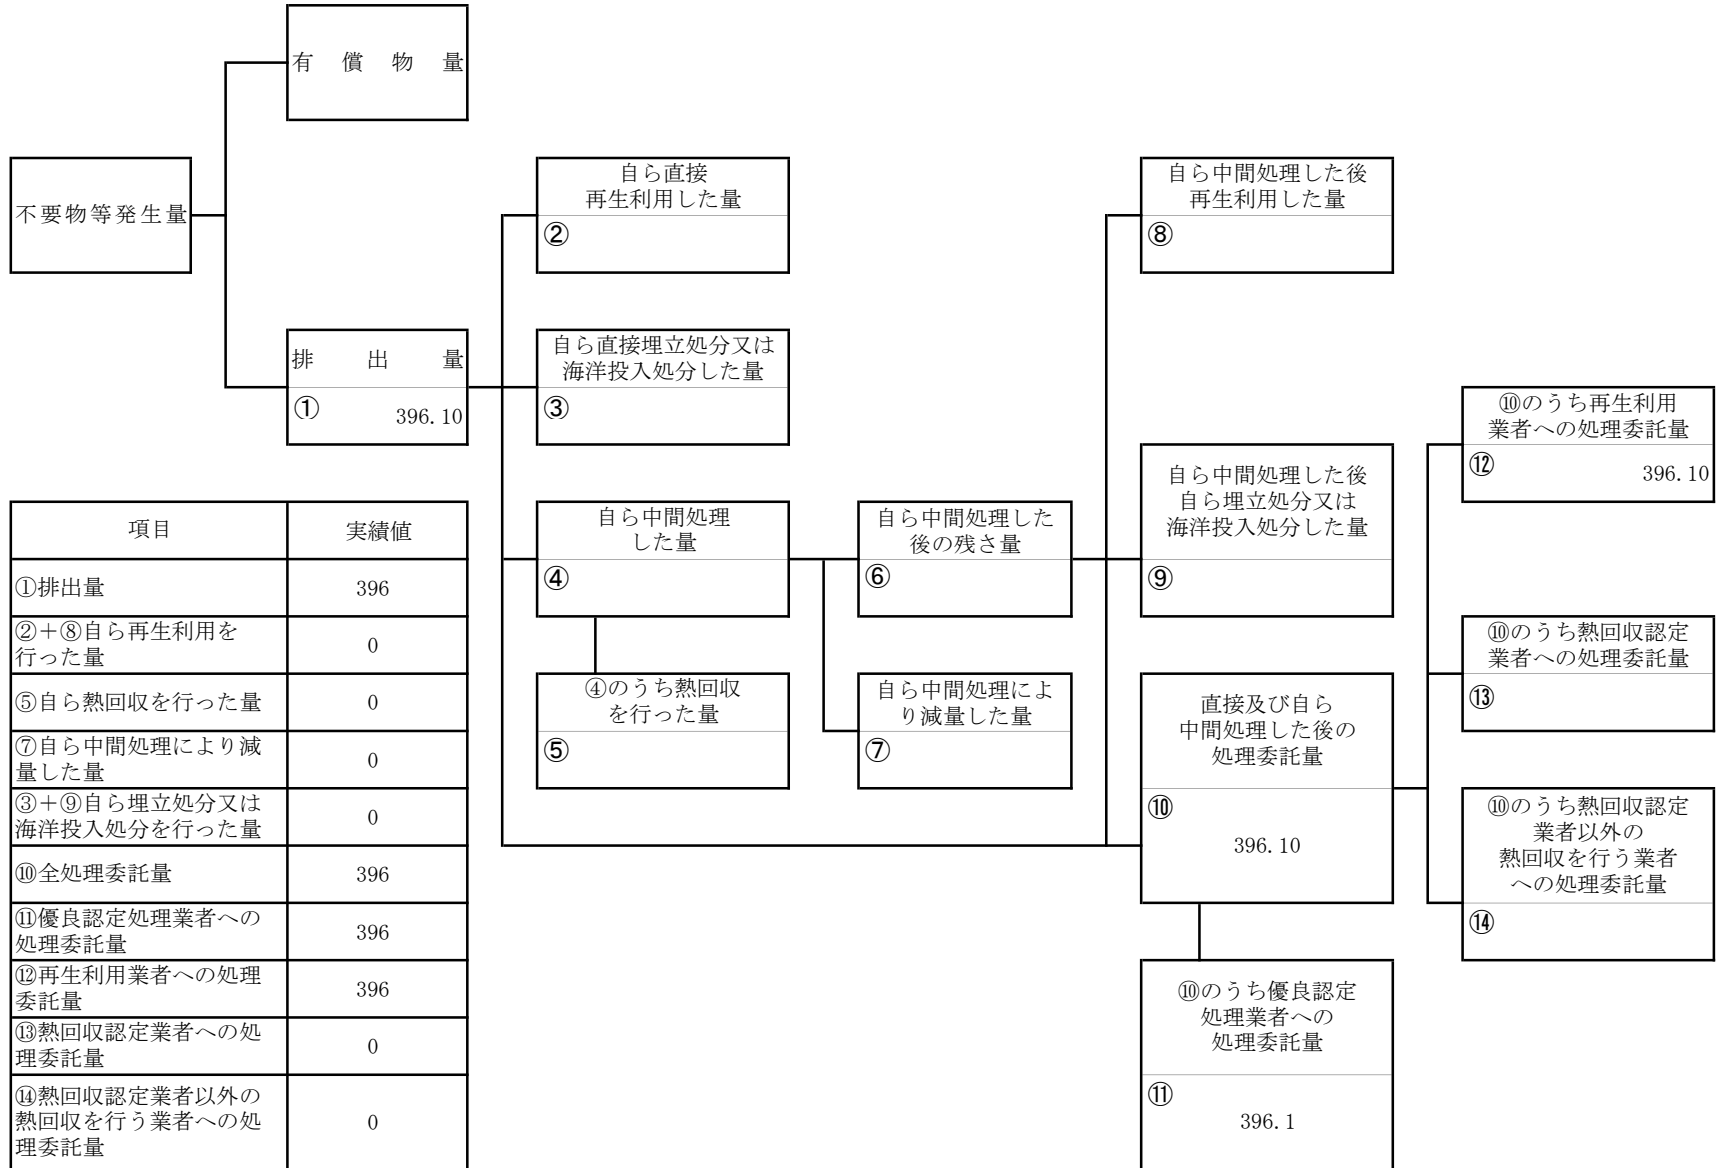 有償物量
不要物等発生量
自ら直接
再生利用した量
②
自ら中間処理した後
再生利用した量
⑧
排出量
①
396.10
自ら直接埋立処分又は
海洋投入処分した量
③
⑩のうち再生利用
業者への処理委託量
⑫
396.10
自ら中間処理
した量
④
自ら中間処理した
後の残さ量
⑥
自ら中間処理した後
自ら埋立処分又は
海洋投入処分した量
⑨
⑩のうち熱回収認定
業者への処理委託量
⑬
④のうち熱回収
を行った量
⑤
自ら中間処理によ
り減量した量
⑦
直接及び自ら
中間処理した後の
処理委託量
⑩
396.10
⑩のうち熱回収認定
業者以外の
熱回収を行う業者
への処理委託量
⑭
⑩のうち優良認定
処理業者への
処理委託量
⑪
396.1
項目 実績値
①排出量 396
②+⑧自ら再生利用を
行った量 0
⑤自ら熱回収を行った量 0
⑦自ら中間処理により減
量した量 0
③+⑨自ら埋立処分又は
海洋投入処分を行った量 0
⑩全処理委託量 396
⑪優良認定処理業者への
処理委託量 396
⑫再生利用業者への処理
委託量 396
⑬熱回収認定業者への処
理委託量 0
⑭熱回収認定業者以外の
熱回収を行う業者への処 0
理委託量